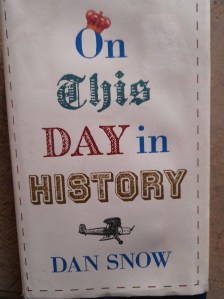 On
This
DAY in
HISTORY
DAN SNOW